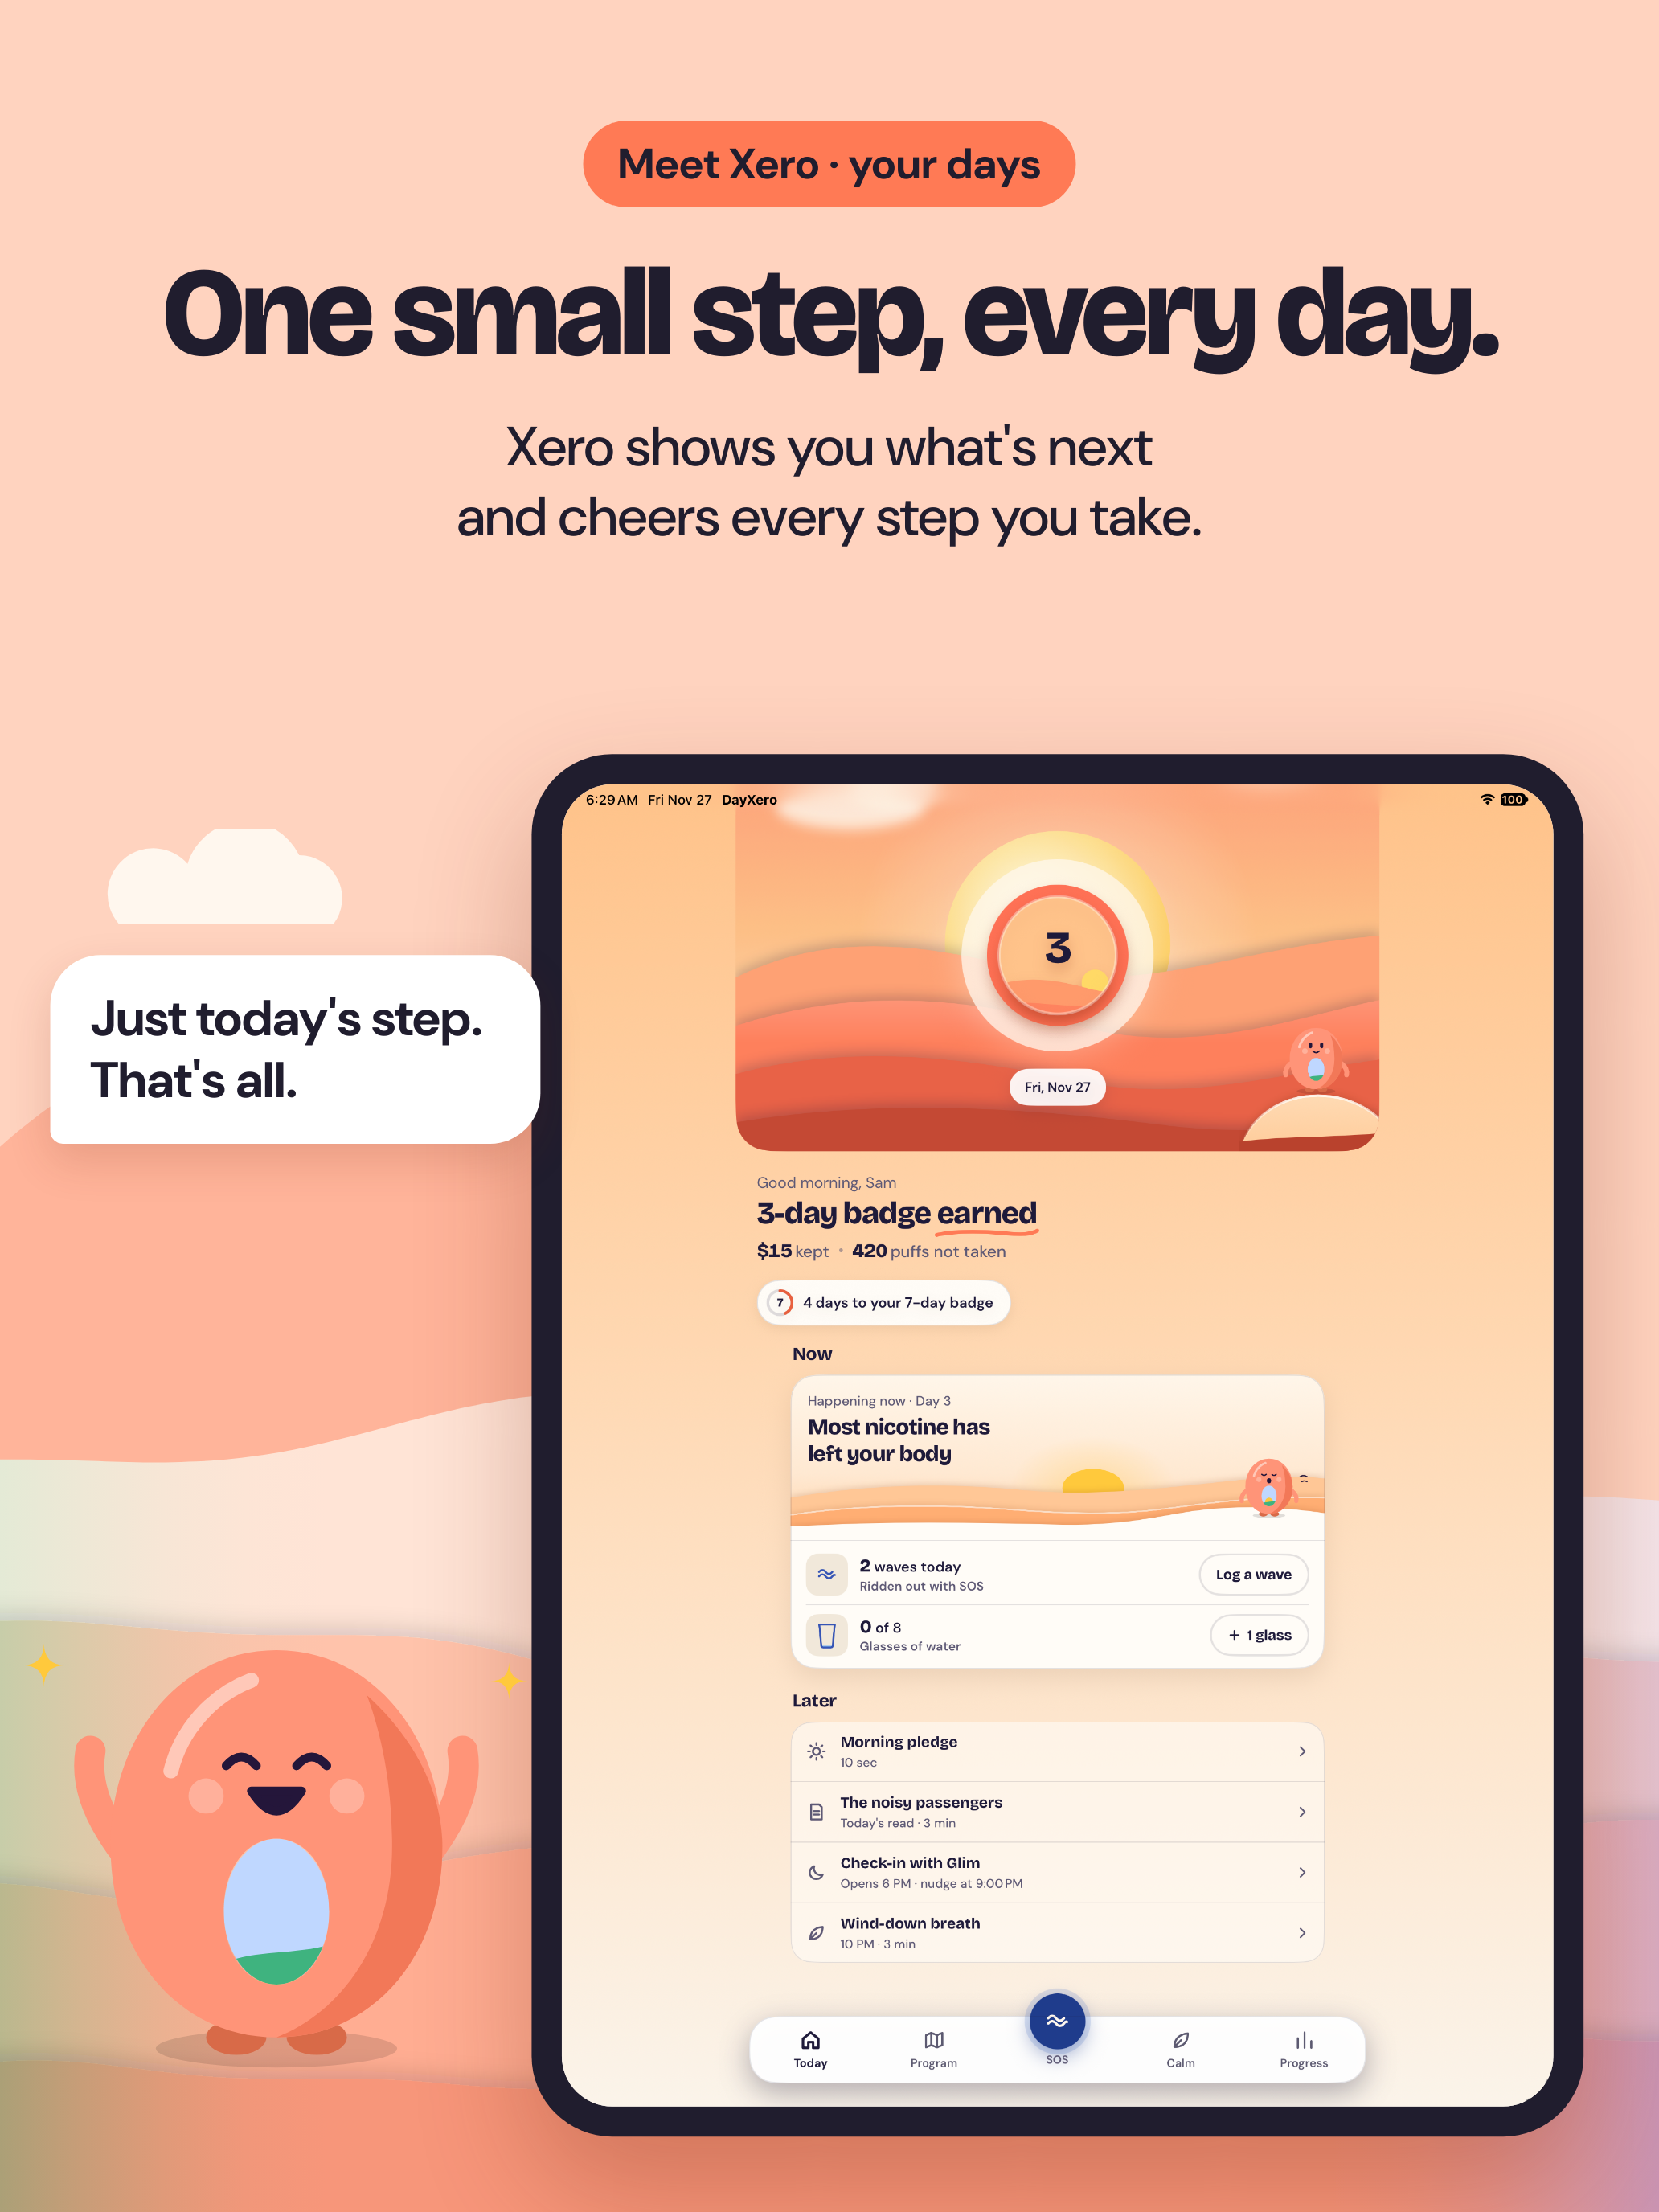 Meet Xero · your days
One small step, every day.
Xero shows you what's next
and cheers every step you take.
Just today's step.
That's all.
6:29 AM Fri Nov 27 DayXero
100
3
Fri, Nov 27
Good morning, Sam
3-day badge earned
$15 kept • 420 puffs not taken
7 4 days to your 7-day badge
Now
Happening now · Day 3
Most nicotine has
left your body
2 waves today
Ridden out with SOS
Log a wave
0 of 8
Glasses of water
+ 1 glass
Later
Morning pledge
10 sec
The noisy passengers
Today's read · 3 min
Check-in with Glim
Opens 6 PM · nudge at 9:00 PM
Wind-down breath
10 PM · 3 min
Today
Program
SOS
Calm
Progress